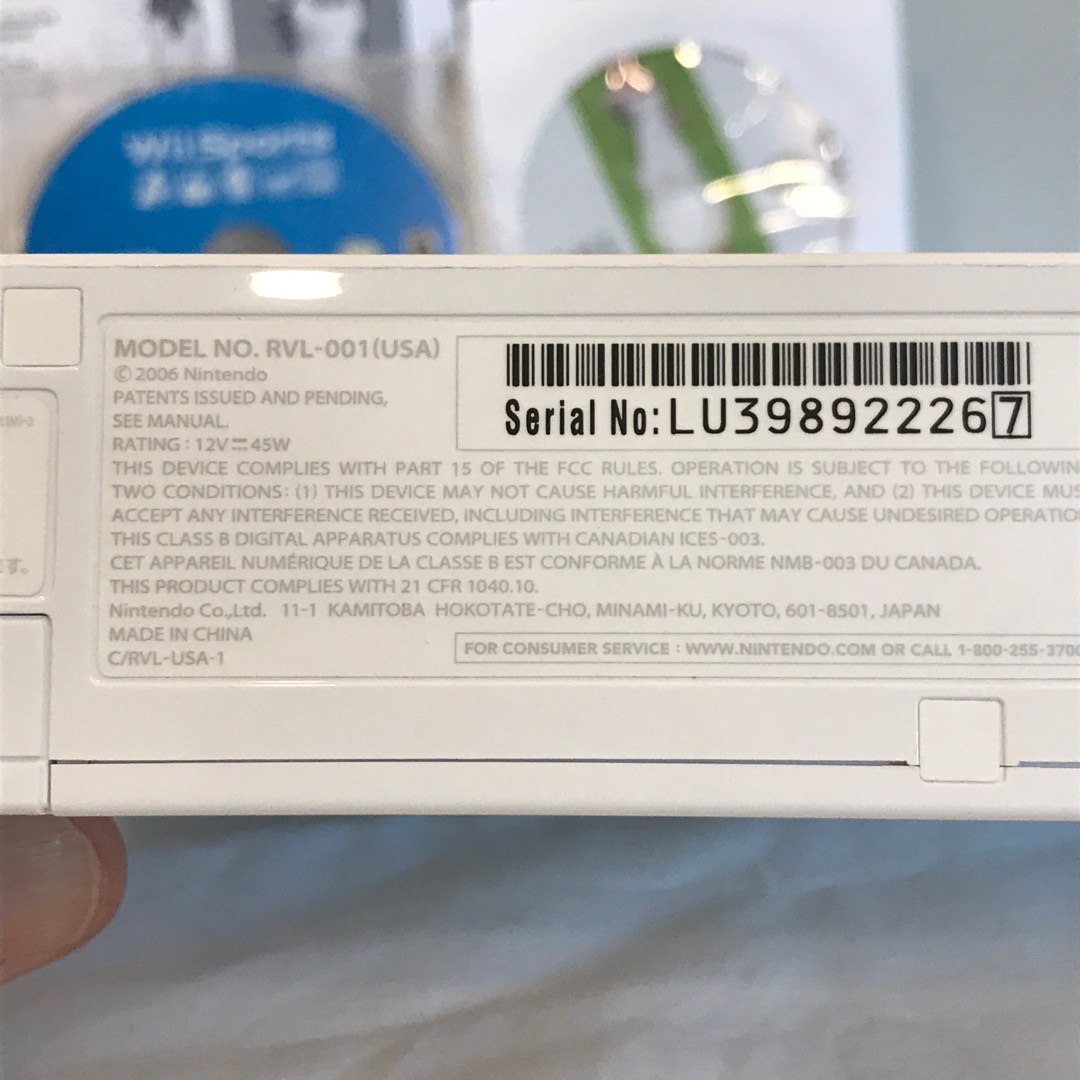 Wii Sports
MODEL NO. RVL-001(USA)
© 2006 Nintendo
PATENTS ISSUED AND PENDING,
SEE MANUAL.
RATING : 12V⎓45W
Serial No:LU398922267
THIS DEVICE COMPLIES WITH PART 15 OF THE FCC RULES. OPERATION IS SUBJECT TO THE FOLLOWIN
TWO CONDITIONS: (1) THIS DEVICE MAY NOT CAUSE HARMFUL INTERFERENCE, AND (2) THIS DEVICE MUS
ACCEPT ANY INTERFERENCE RECEIVED, INCLUDING INTERFERENCE THAT MAY CAUSE UNDESIRED OPERATIO
THIS CLASS B DIGITAL APPARATUS COMPLIES WITH CANADIAN ICES-003.
CET APPAREIL NUMÉRIQUE DE LA CLASSE B EST CONFORME À LA NORME NMB-003 DU CANADA.
THIS PRODUCT COMPLIES WITH 21 CFR 1040.10.
Nintendo Co.,Ltd. 11-1 KAMITOBA HOKOTATE-CHO, MINAMI-KU, KYOTO, 601-8501, JAPAN
MADE IN CHINA
C/RVL-USA-1
FOR CONSUMER SERVICE : WWW.NINTENDO.COM OR CALL 1-800-255-370
す。